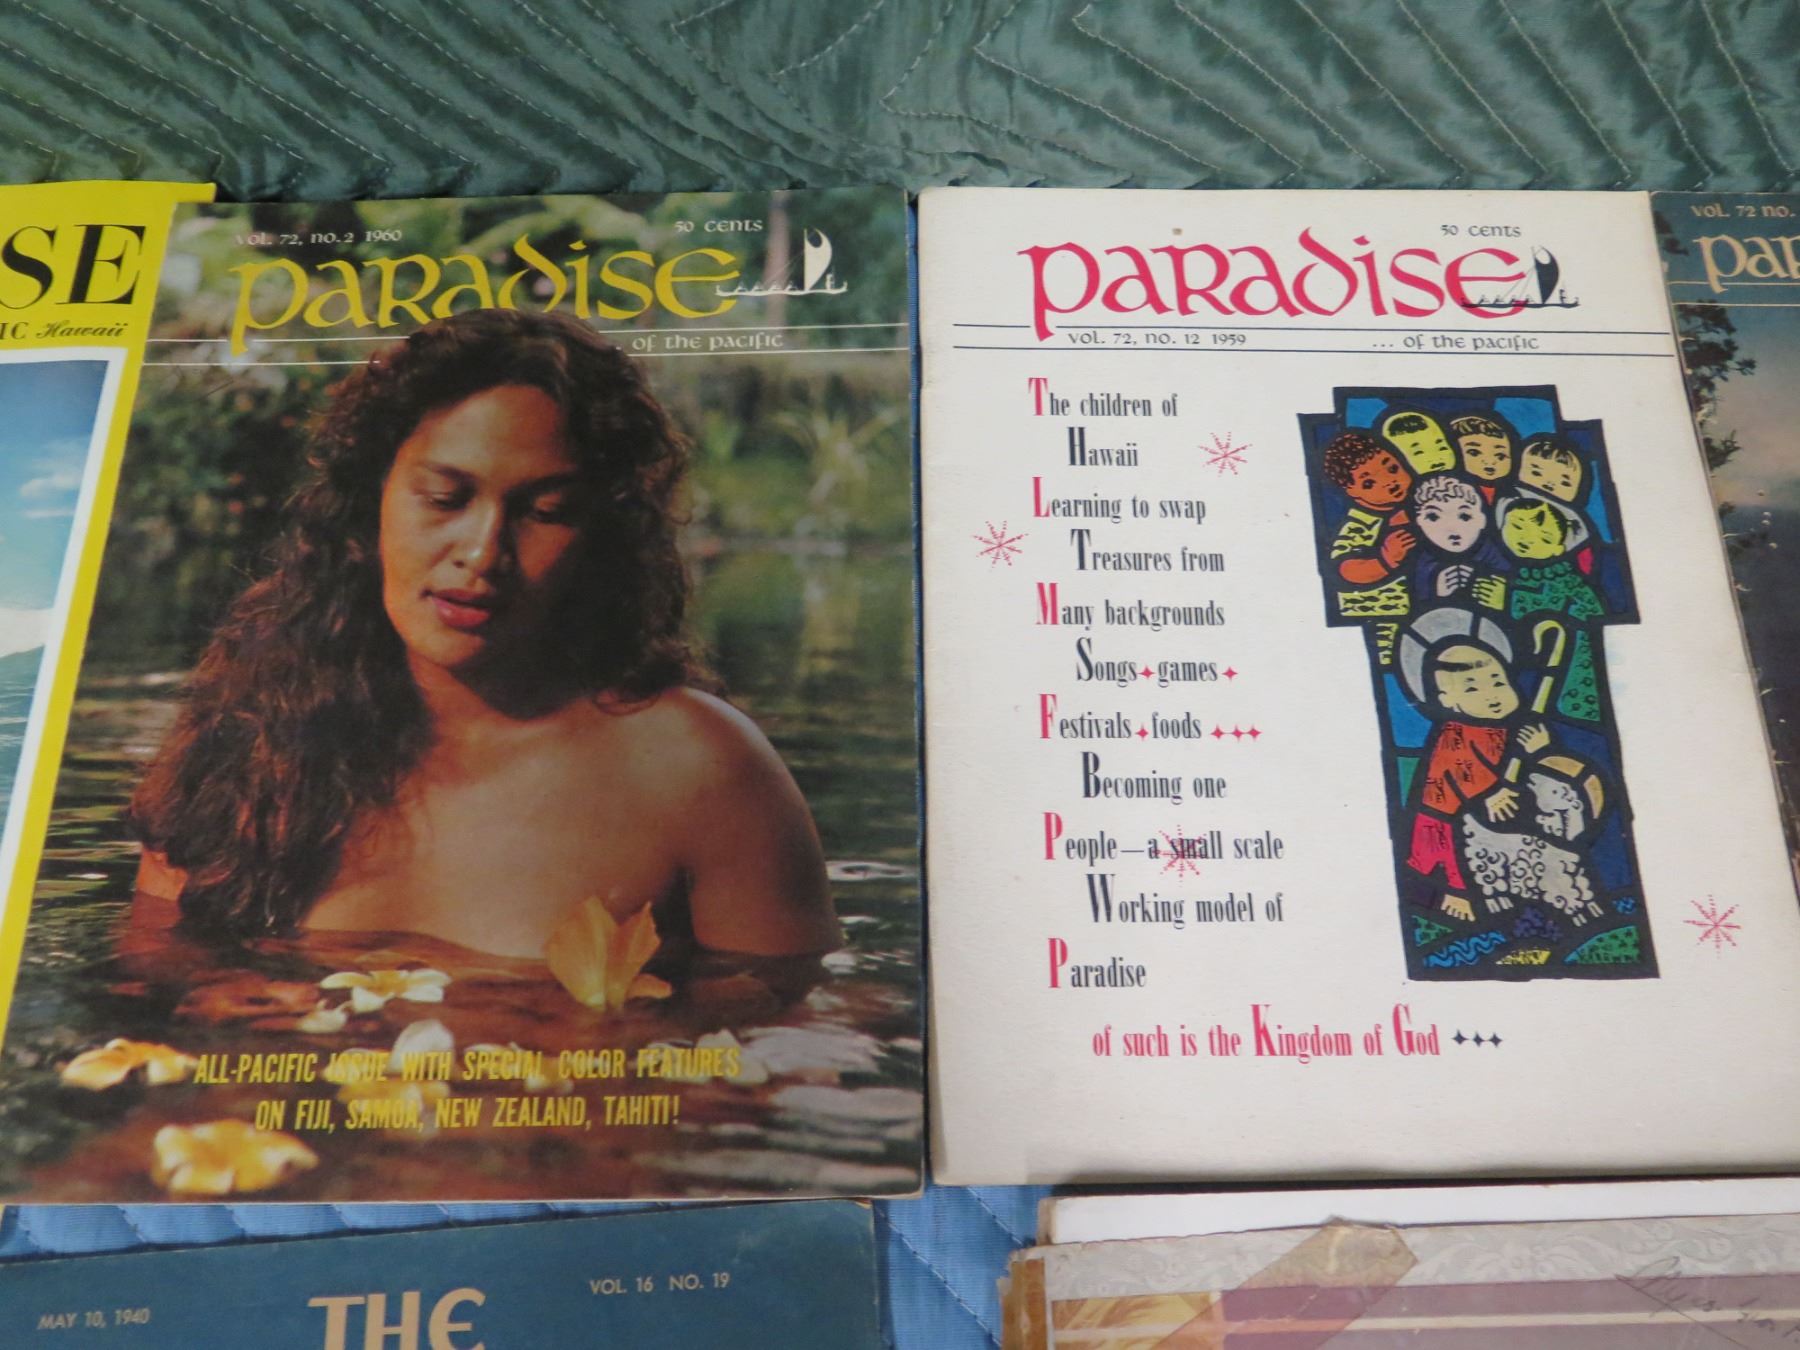 SE
IC Hawaii
Vol. 72, no. 2 1960
50 cents
paradise
... of the pacific
ALL-PACIFIC ISSUE WITH SPECIAL COLOR FEATURES
ON FIJI, SAMOA, NEW ZEALAND, TAHITI!
50 cents
paradise
vol. 72, no. 12 1959
... of the pacific
The children of
Hawaii
Learning to swap
Treasures from
Many backgrounds
Songs✦games✦
Festivals✦foods ✦✦✦
Becoming one
People—a small scale
Working model of
Paradise
of such is the Kingdom of God ✦✦✦
vol. 72 no.
par
MAY 10, 1940
VOL. 16 NO. 19
THE